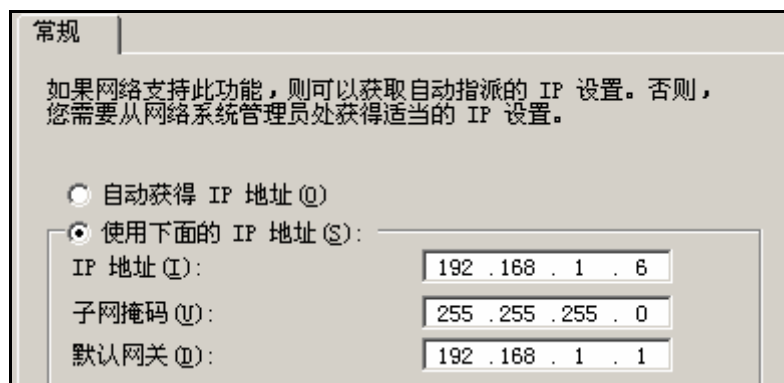 常规
如果网络支持此功能，则可以获取自动指派的 IP 设置。否则，
您需要从网络系统管理员处获得适当的 IP 设置。
自动获得 IP 地址(O)
使用下面的 IP 地址(S):
IP 地址(I): 192 .168 . 1 . 6
子网掩码(U): 255 .255 .255 . 0
默认网关(D): 192 .168 . 1 . 1